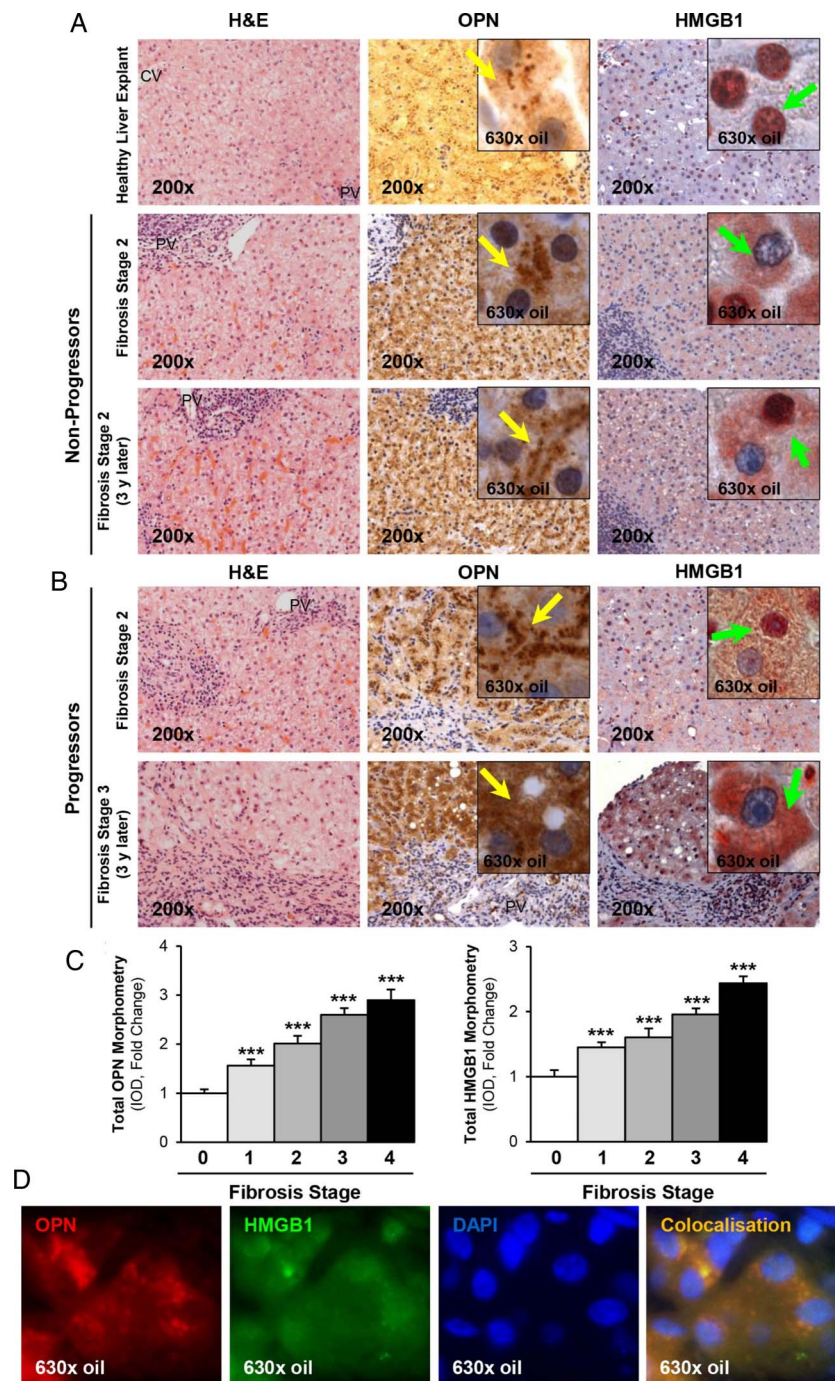 A
H&E
OPN
HMGB1
Healthy Liver Explant
CV
PV
200x
200x
630x oil
200x
630x oil
Non-Progressors
Fibrosis Stage 2
PV
200x
200x
630x oil
200x
630x oil
Fibrosis Stage 2
(3 y later)
PV
200x
200x
630x oil
200x
630x oil
B
H&E
OPN
HMGB1
Progressors
Fibrosis Stage 2
PV
200x
200x
630x oil
200x
630x oil
Fibrosis Stage 3
(3 y later)
200x
200x
630x oil
PV
200x
630x oil
C
Total OPN Morphometry
(IOD, Fold Change)
4
3
2
1
0
***
***
***
***
0 1 2 3 4
Fibrosis Stage
Total HMGB1 Morphometry
(IOD, Fold Change)
3
2
1
0
***
***
***
***
0 1 2 3 4
Fibrosis Stage
D
OPN
630x oil
HMGB1
630x oil
DAPI
630x oil
Colocalisation
630x oil